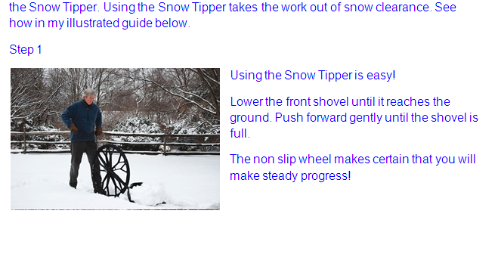 the Snow Tipper. Using the Snow Tipper takes the work out of snow clearance. See
how in my illustrated guide below.
Step 1
Using the Snow Tipper is easy!
Lower the front shovel until it reaches the
ground. Push forward gently until the shovel is
full.
The non slip wheel makes certain that you will
make steady progress!